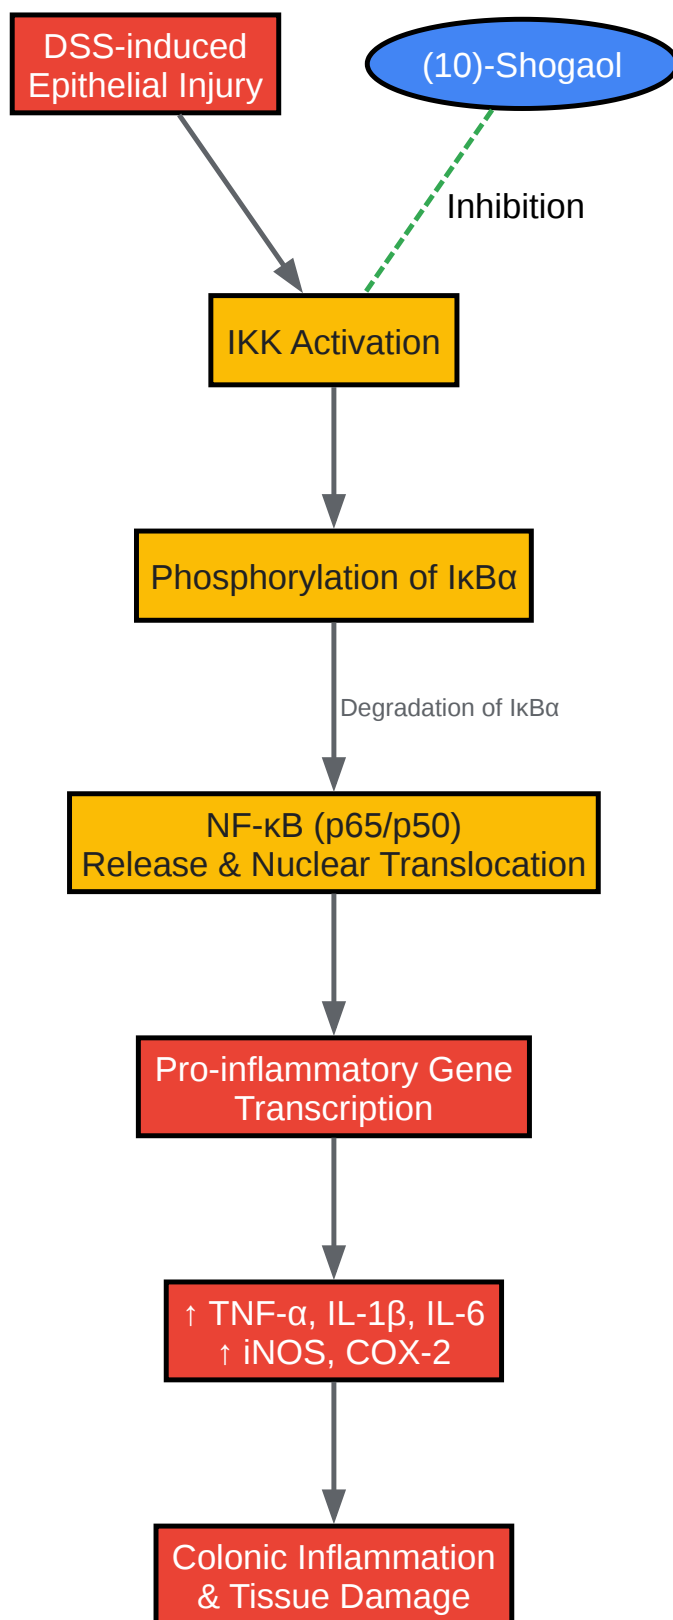 DSS-induced
Epithelial Injury
(10)-Shogaol
Inhibition
IKK Activation
Phosphorylation of IκBα
Degradation of IκBα
NF-κB (p65/p50)
Release & Nuclear Translocation
Pro-inflammatory Gene
Transcription
↑ TNF-α, IL-1β, IL-6
↑ iNOS, COX-2
Colonic Inflammation
& Tissue Damage